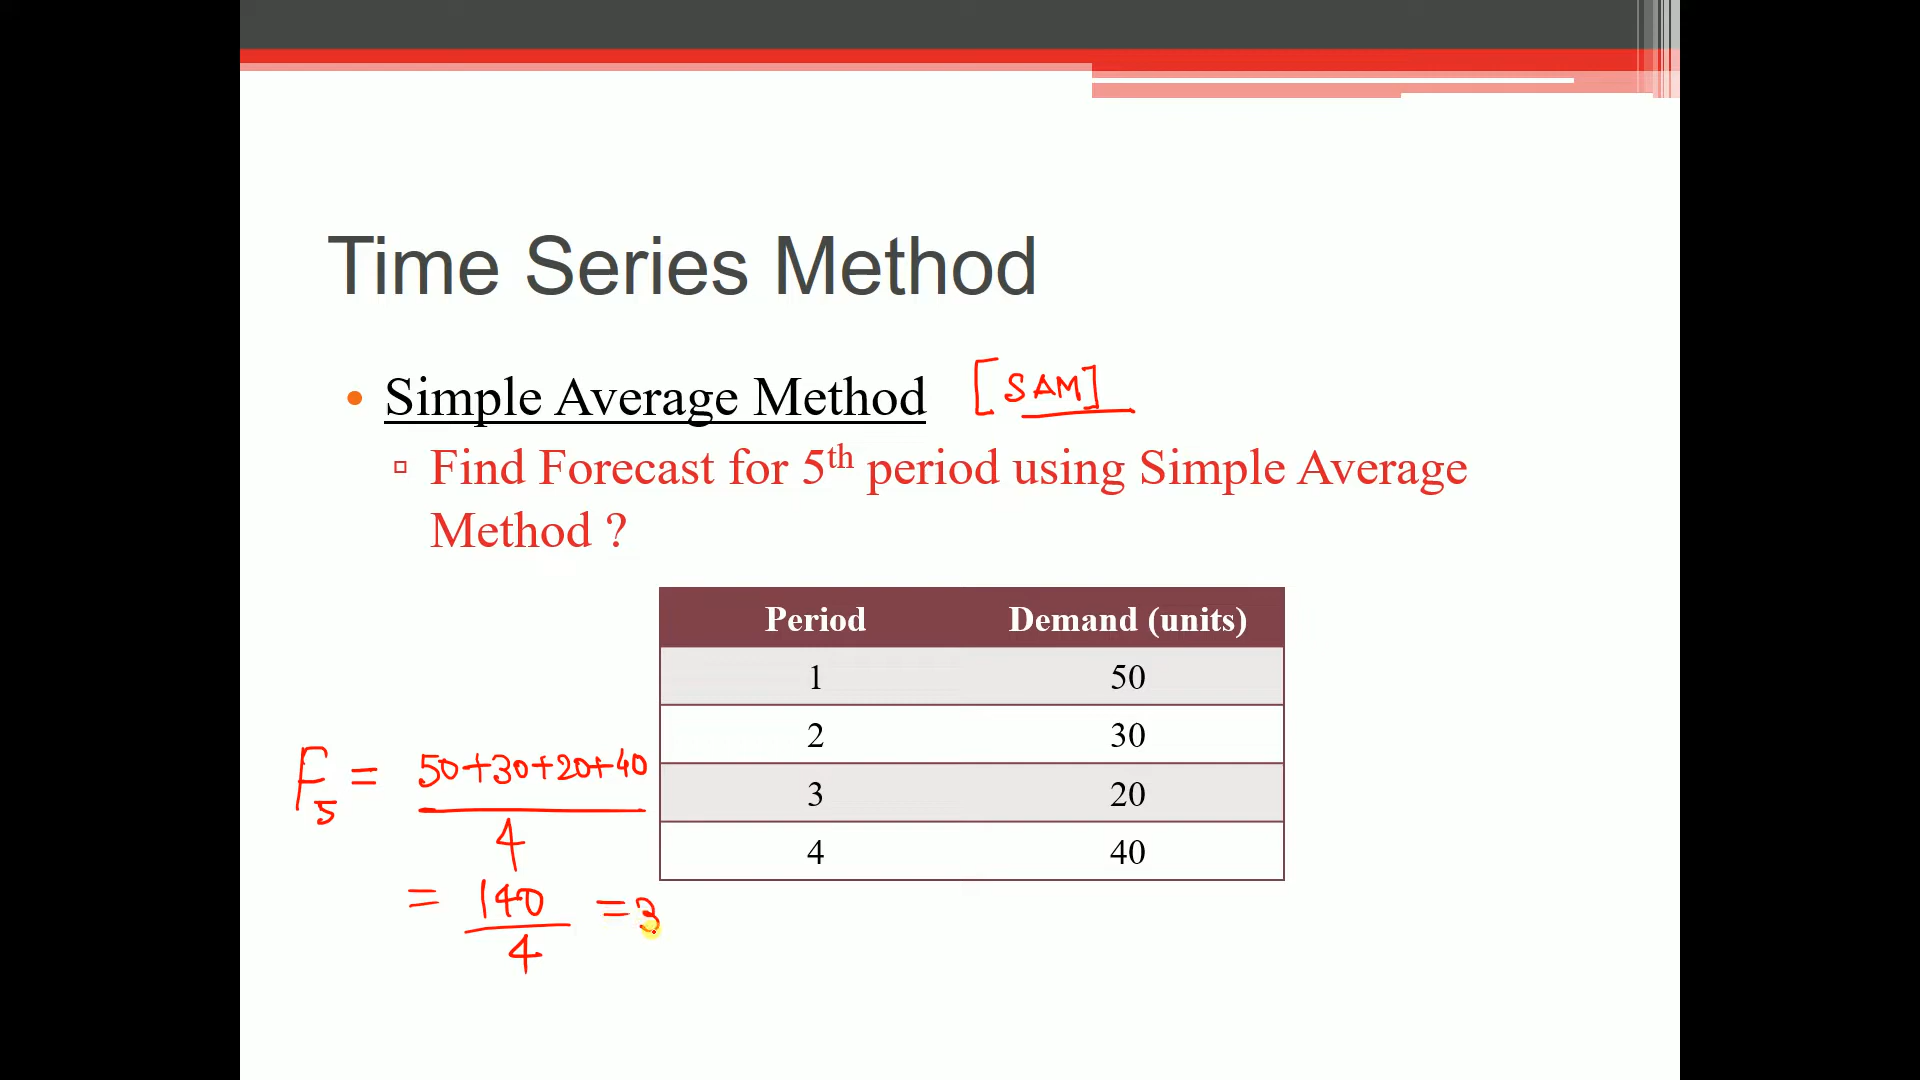 Time Series Method
• Simple Average Method [SAM]
▫ Find Forecast for 5th period using Simple Average
Method ?
Period Demand (units)
1 50
2 30
3 20
4 40
F5 = 50+30+20+40
4
= 140 = 3
4